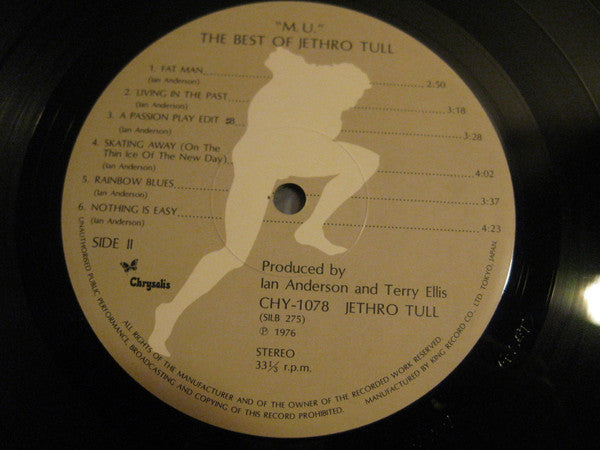 "M.U."
THE BEST OF JETHRO TULL
1. FAT MAN 2:50
(Ian Anderson)
2. LIVING IN THE PAST 3:18
(Ian Anderson)
3. A PASSION PLAY EDIT #8 3:28
(Ian Anderson)
4. SKATING AWAY (On The
Thin Ice Of The New Day) 4:02
(Ian Anderson)
5. RAINBOW BLUES 3:37
(Ian Anderson)
6. NOTHING IS EASY 4:23
(Ian Anderson)
SIDE II
Chrysalis
Produced by
Ian Anderson and Terry Ellis
CHY-1078 JETHRO TULL
(SILB 275)
℗ 1976
STEREO
33⅓ r.p.m.
ALL RIGHTS OF THE MANUFACTURER AND OF THE OWNER OF THE RECORDED WORK RESERVED
UNAUTHORISED PUBLIC PERFORMANCE, BROADCASTING AND COPYING OF THIS RECORD PROHIBITED.
MANUFACTURED BY KING RECORD CO., LTD. TOKYO, JAPAN.